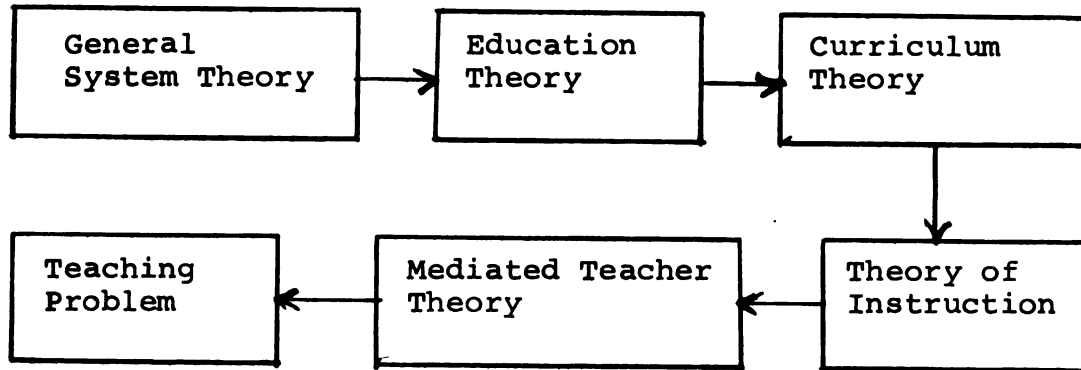 General
System Theory
Education
Theory
Curriculum
Theory
Theory of
Instruction
Mediated Teacher
Theory
Teaching
Problem